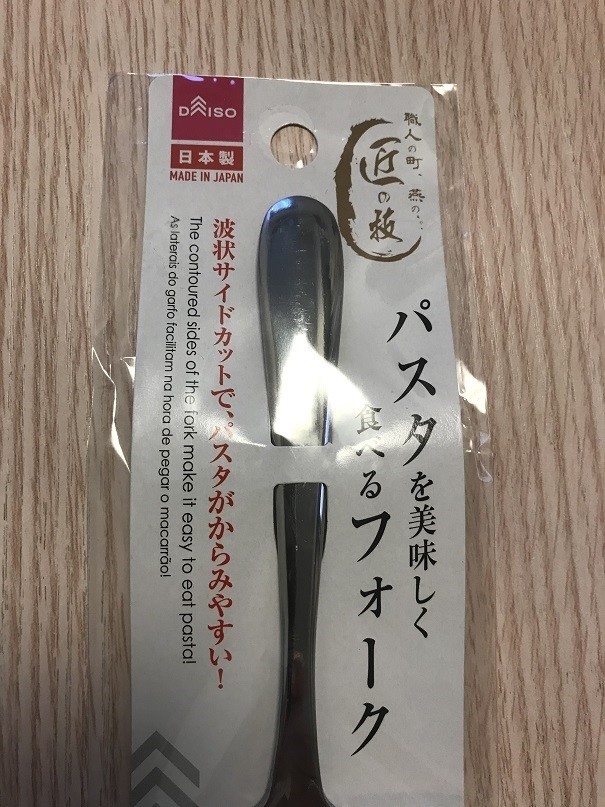 DAISO
日本製
MADE IN JAPAN
職人の町、燕の、
匠の技
パスタを美味しく
食べるフォーク
波状サイドカットで、パスタがからみやすい！
The contoured sides of the fork make it easy to eat pasta!
As laterais do garfo facilitam na hora de pegar o macarrão!